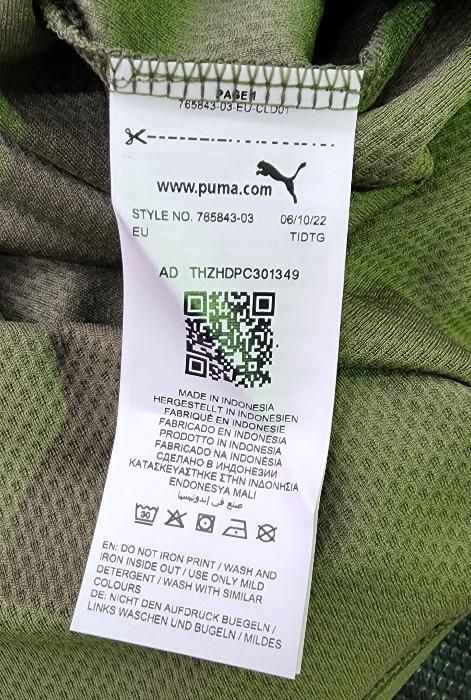 PAGE 1
765843-03-EU-CLD01
www.puma.com
STYLE NO. 765843-03 06/10/22
EU TIDTG
AD THZHDPC301349
MADE IN INDONESIA
HERGESTELLT IN INDONESIEN
FABRIQUÉ EN INDONESIE
FABRICADO EN INDONESIA
PRODOTTO IN INDONESIA
FABRICADO NA INDONÉSIA
СДЕЛАНО В ИНДОНЕЗИИ
ΚΑΤΑΣΚΕΥΑΣΤΗΚΕ ΣΤΗΝ ΙΝΔΟΝΗΣΙΑ
ENDONESYA MALI
صنع في إندونيسيا
30
EN: DO NOT IRON PRINT / WASH AND
IRON INSIDE OUT / USE ONLY MILD
DETERGENT / WASH WITH SIMILAR
COLOURS
DE: NICHT DEN AUFDRUCK BUEGELN /
LINKS WASCHEN UND BUGELN / MILDES